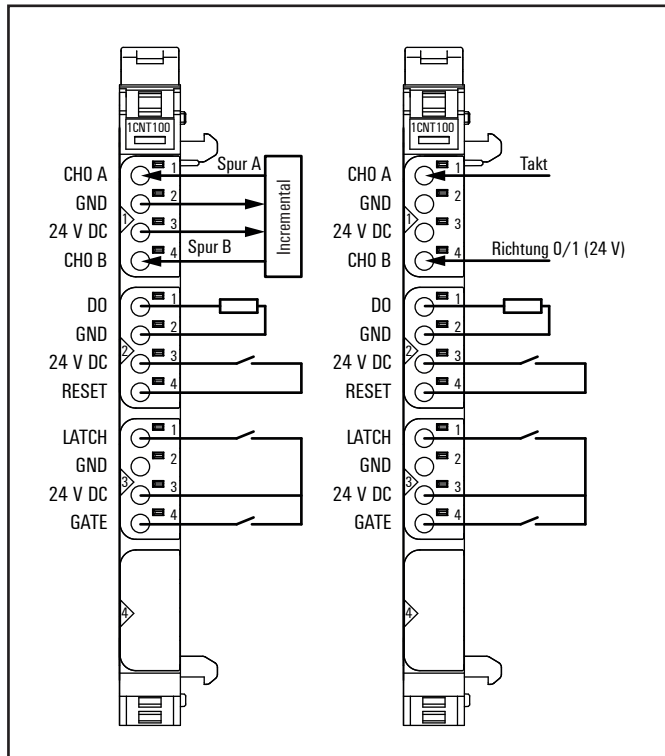 1CNT100
CH0 A 1 Spur A
GND 2
1
24 V DC 3
CH0 B 4 Spur B
Incremental
DO 1
GND 2
2
24 V DC 3
RESET 4
LATCH 1
GND 2
3
24 V DC 3
GATE 4
4
1CNT100
CH0 A 1 Takt
GND 2
1
24 V DC 3
CH0 B 4 Richtung 0/1 (24 V)
DO 1
GND 2
2
24 V DC 3
RESET 4
LATCH 1
GND 2
3
24 V DC 3
GATE 4
4